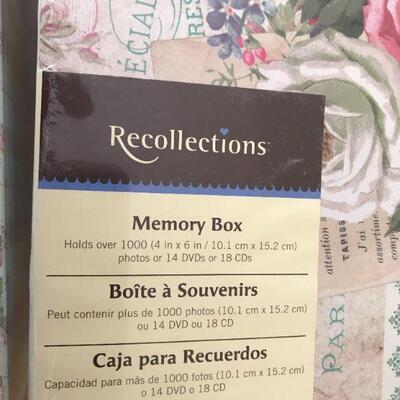 ÉCIAL
Recollections™
Memory Box
Holds over 1000 (4 in x 6 in / 10.1 cm x 15.2 cm)
photos or 14 DVDs or 18 CDs
Boîte à Souvenirs
Peut contenir plus de 1000 photos (10.1 cm x 15.2 cm)
ou 14 DVD ou 18 CD
Caja para Recuerdos
Capacidad para más de 1000 fotos (10.1 cm x 15.2 cm)
o 14 DVD o 18 CD
attention
TAPISS
J'ai
assortime
PAR